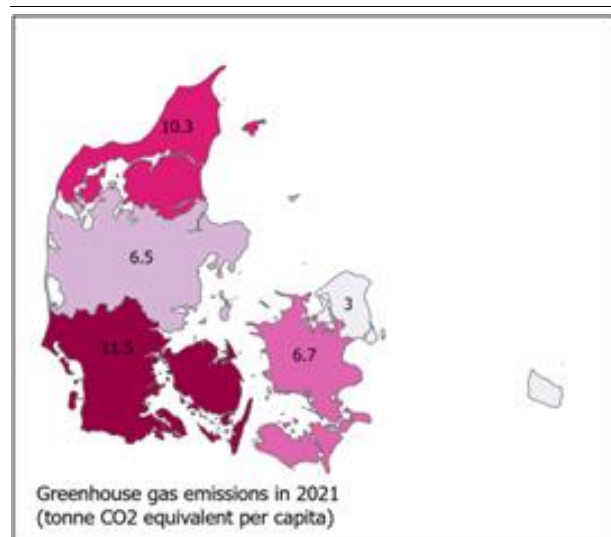 10.3
6.5
3
11.5
6.7
Greenhouse gas emissions in 2021
(tonne CO2 equivalent per capita)